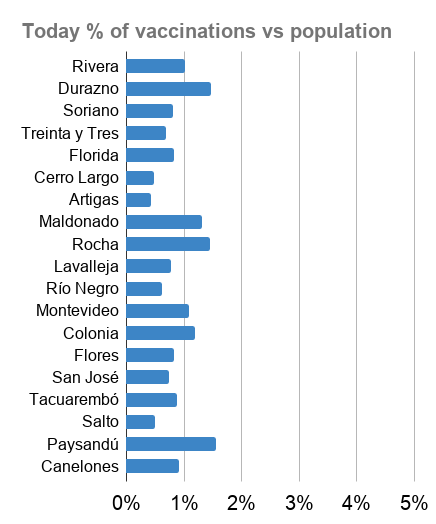 Today % of vaccinations vs population
Rivera
Durazno
Soriano
Treinta y Tres
Florida
Cerro Largo
Artigas
Maldonado
Rocha
Lavalleja
Río Negro
Montevideo
Colonia
Flores
San José
Tacuarembó
Salto
Paysandú
Canelones
0% 1% 2% 3% 4% 5%